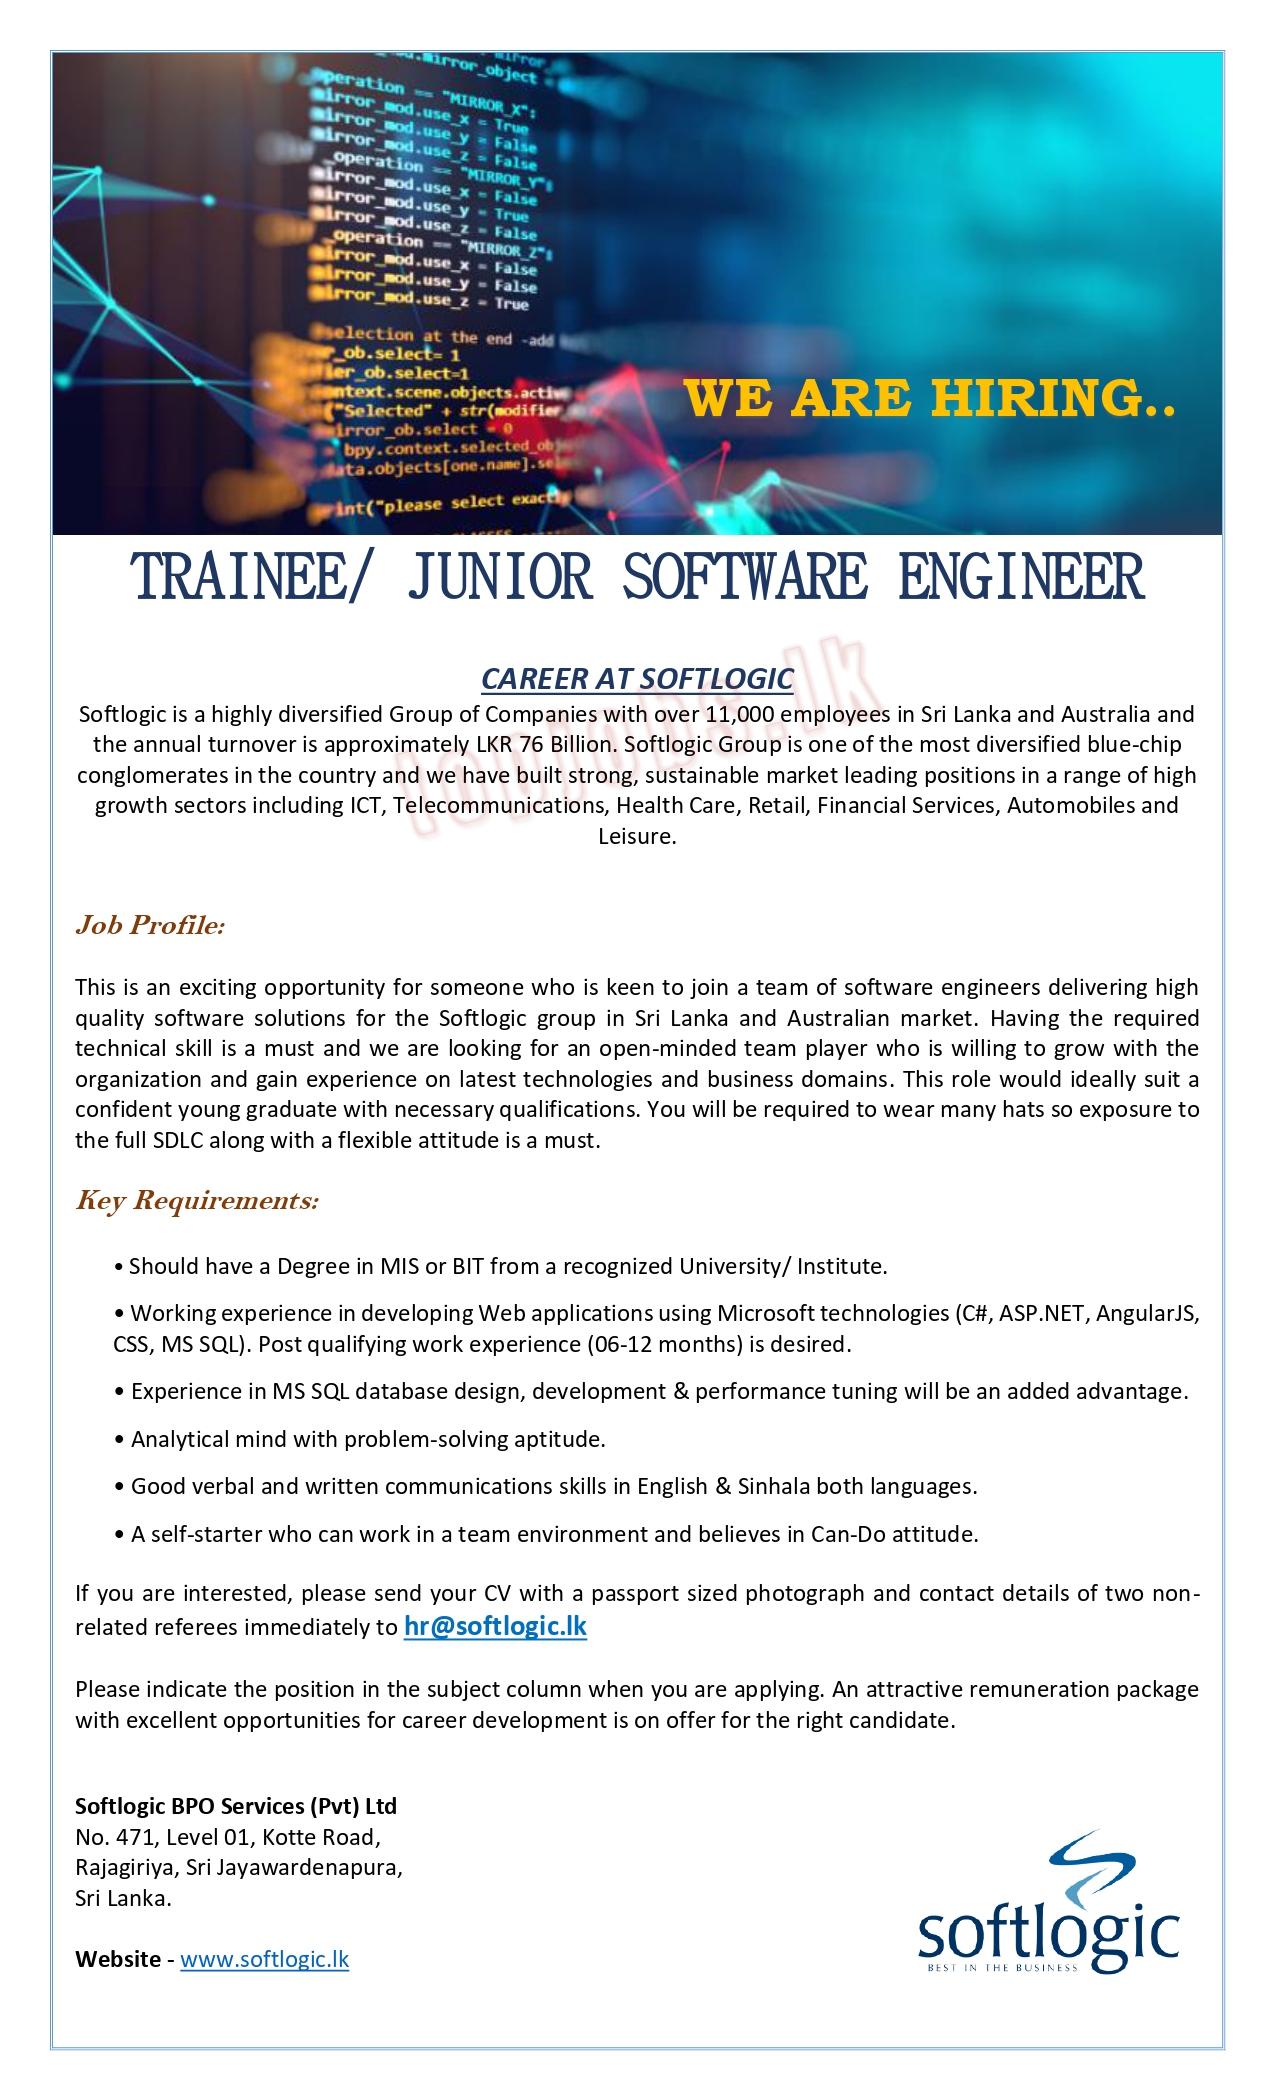 mirror_object
operation == "MIRROR_X":
mirror_mod.use_x = True
mirror_mod.use_y = False
mirror_mod.use_z = False
_operation == "MIRROR_Y":
mirror_mod.use_x = False
mirror_mod.use_y = True
mirror_mod.use_z = False
_operation == "MIRROR_Z":
mirror_mod.use_x = False
mirror_mod.use_y = False
mirror_mod.use_z = True
selection at the end -add
_ob.select= 1
ler_ob.select=1
ntext.scene.objects.active
("Selected" + str(modifier
irror_ob.select = 0
= bpy.context.selected_ob
data.objects[one.name].sel
int("please select exactly
WE ARE HIRING..
TRAINEE/ JUNIOR SOFTWARE ENGINEER
topjobs.lk
CAREER AT SOFTLOGIC
Softlogic is a highly diversified Group of Companies with over 11,000 employees in Sri Lanka and Australia and
the annual turnover is approximately LKR 76 Billion. Softlogic Group is one of the most diversified blue-chip
conglomerates in the country and we have built strong, sustainable market leading positions in a range of high
growth sectors including ICT, Telecommunications, Health Care, Retail, Financial Services, Automobiles and
Leisure.
Job Profile:
This is an exciting opportunity for someone who is keen to join a team of software engineers delivering high
quality software solutions for the Softlogic group in Sri Lanka and Australian market. Having the required
technical skill is a must and we are looking for an open-minded team player who is willing to grow with the
organization and gain experience on latest technologies and business domains. This role would ideally suit a
confident young graduate with necessary qualifications. You will be required to wear many hats so exposure to
the full SDLC along with a flexible attitude is a must.
Key Requirements:
• Should have a Degree in MIS or BIT from a recognized University/ Institute.
• Working experience in developing Web applications using Microsoft technologies (C#, ASP.NET, AngularJS,
CSS, MS SQL). Post qualifying work experience (06-12 months) is desired.
• Experience in MS SQL database design, development & performance tuning will be an added advantage.
• Analytical mind with problem-solving aptitude.
• Good verbal and written communications skills in English & Sinhala both languages.
• A self-starter who can work in a team environment and believes in Can-Do attitude.
If you are interested, please send your CV with a passport sized photograph and contact details of two non-
related referees immediately to hr@softlogic.lk
Please indicate the position in the subject column when you are applying. An attractive remuneration package
with excellent opportunities for career development is on offer for the right candidate.
Softlogic BPO Services (Pvt) Ltd
No. 471, Level 01, Kotte Road,
Rajagiriya, Sri Jayawardenapura,
Sri Lanka.
Website - www.softlogic.lk
softlogic
BEST IN THE BUSINESS